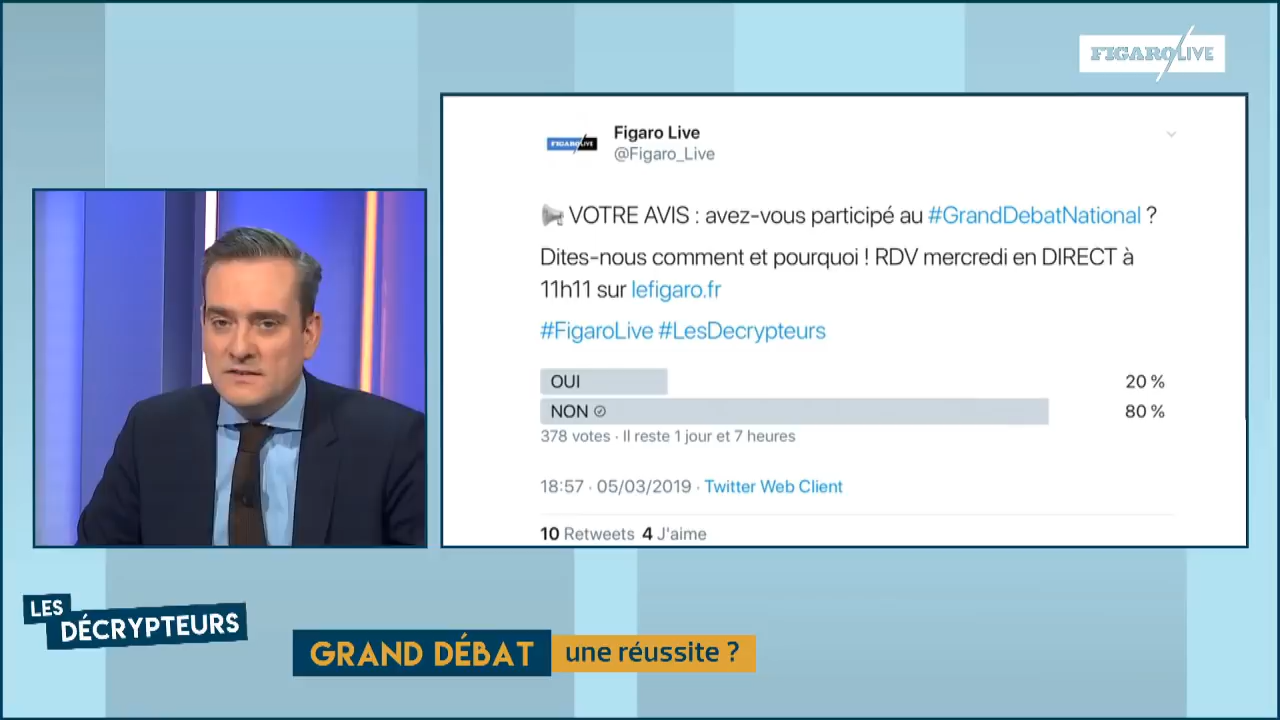 FIGARO LIVE
FIGARO LIVE
Figaro Live
@Figaro_Live
VOTRE AVIS : avez-vous participé au #GrandDebatNational ?
Dites-nous comment et pourquoi ! RDV mercredi en DIRECT à
11h11 sur lefigaro.fr
#FigaroLive #LesDecrypteurs
OUI 20 %
NON 80 %
378 votes · Il reste 1 jour et 7 heures
18:57 · 05/03/2019 · Twitter Web Client
10 Retweets 4 J'aime
LES
DÉCRYPTEURS
GRAND DÉBAT une réussite ?